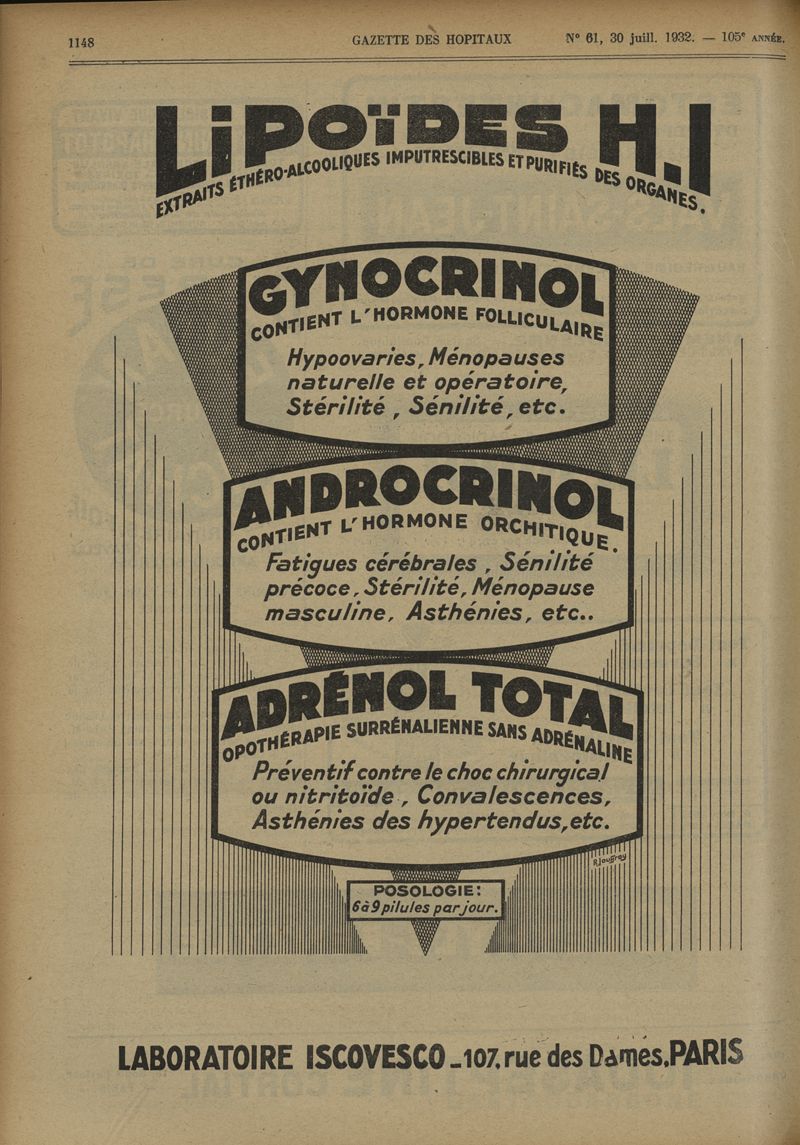 1148 GAZETTE DES HOPITAUX N° 61, 30 juill. 1932. — 105e ANNÉE.
LiPOÏDES H.I
EXTRAITS ÉTHÉRO-ALCOOLIQUES IMPUTRESCIBLES ET PURIFIÉS DES ORGANES.
GYNOCRINOL
CONTIENT L'HORMONE FOLLICULAIRE
Hypoovaries, Ménopauses
naturelle et opératoire,
Stérilité, Sénilité, etc.
ANDROCRINOL
CONTIENT L'HORMONE ORCHITIQUE.
Fatigues cérébrales, Sénilité
précoce, Stérilité, Ménopause
masculine, Asthénies, etc..
ADRÉNOL TOTAL
OPOTHÉRAPIE SURRÉNALIENNE SANS ADRÉNALINE
Préventif contre le choc chirurgical
ou nitritoïde, Convalescences,
Asthénies des hypertendus, etc.
R. Jouffroy
POSOLOGIE:
6 à 9 pilules par jour.
LABORATOIRE ISCOVESCO _ 107, rue des Dames, PARIS